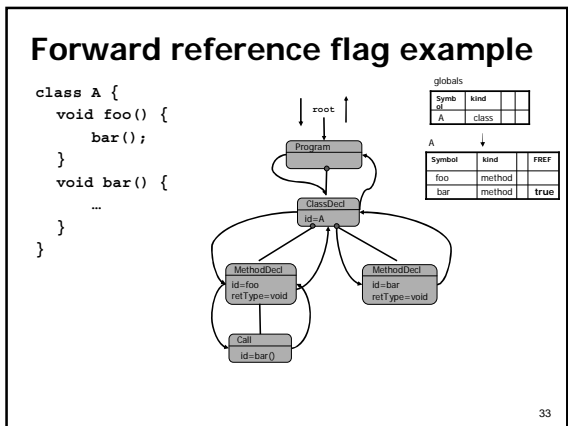 Forward reference flag example
class A {
void foo() {
bar();
}
void bar() {
…
}
}
root
Program
ClassDecl
id=A
MethodDecl
id=foo
retType=void
MethodDecl
id=bar
retType=void
Call
id=bar()
globals
Symb ol kind
A class
A
Symbol kind FREF
foo method
bar method true
33